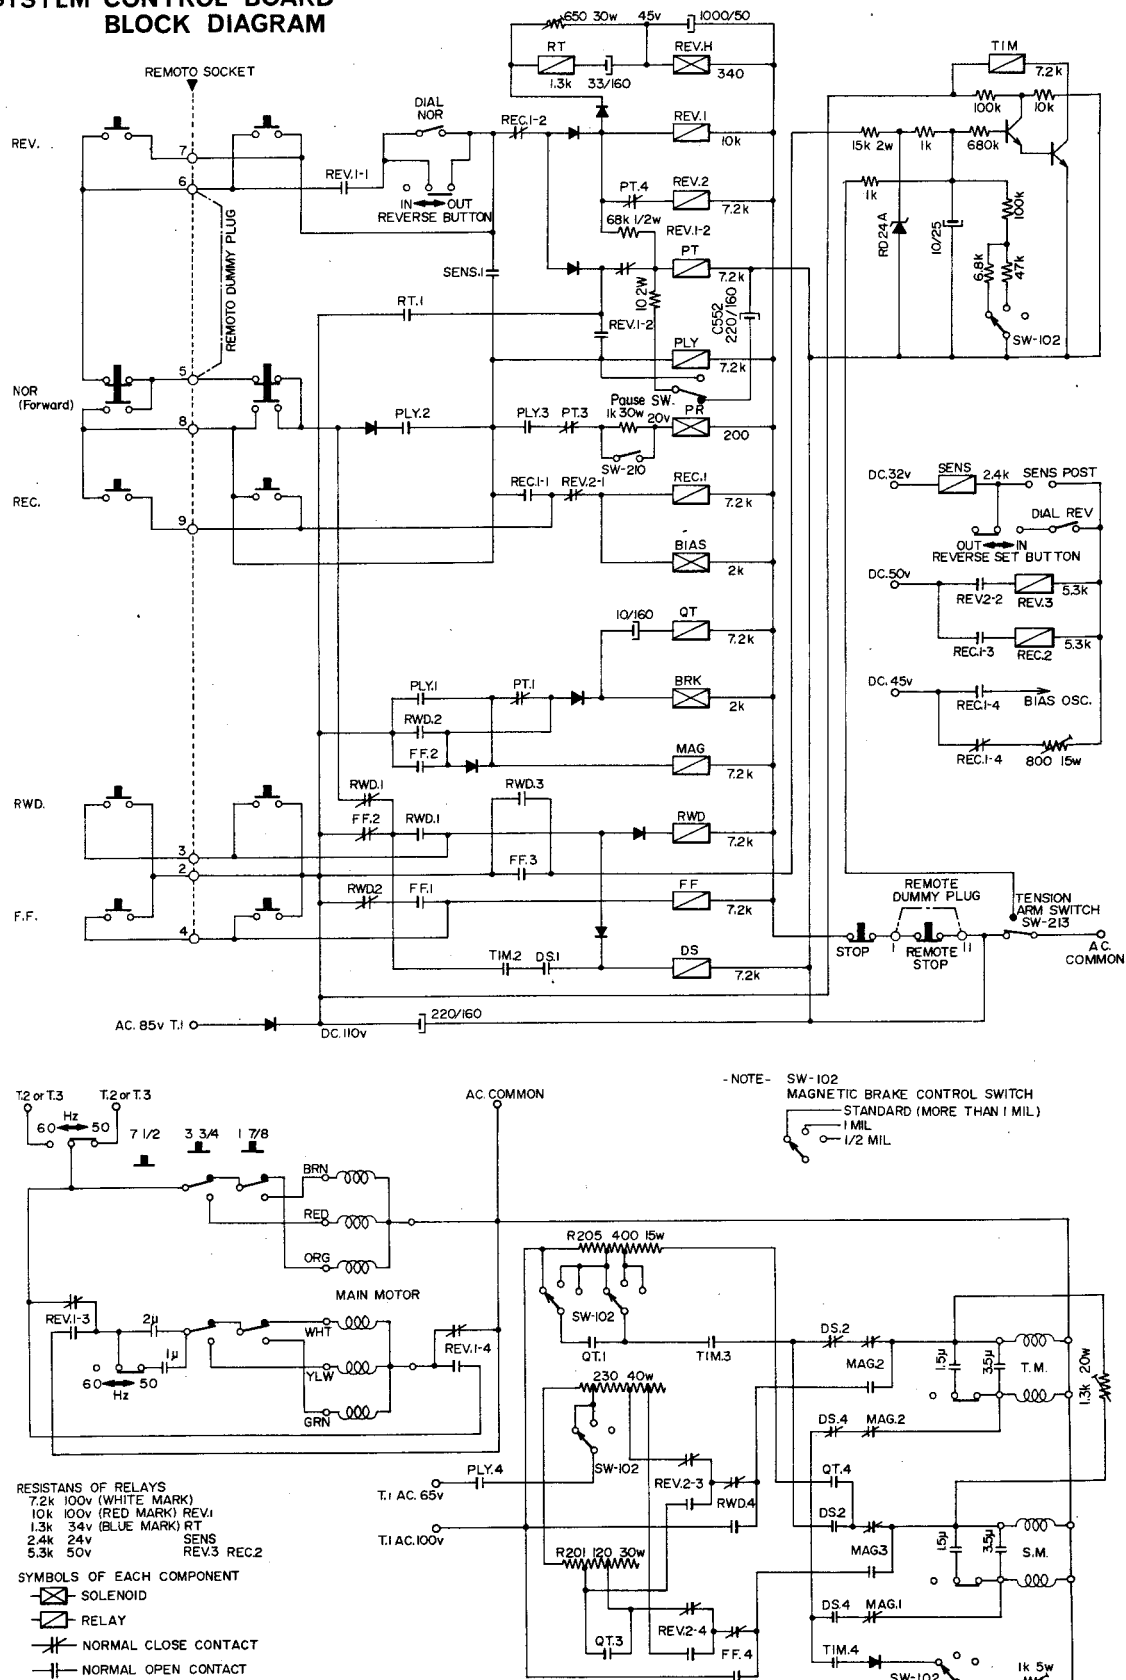 SYSTEM CONTROL BOARD
BLOCK DIAGRAM
650 30w
45v
1000/50
RT
REV.H
1.3k
33/160
340
TIM
7.2k
100k
10k
REMOTO SOCKET
REV.
7
6
REV.1-1
DIAL
NOR
REC.1-2
REV.1
10k
IN OUT
REVERSE BUTTON
PT.4
REV.2
7.2k
68k 1/2w
REV.1-2
15k 2w
1k
680k
1k
RD24A
10/25
100k
6.8k
47k
SW-102
REMOTO DUMMY PLUG
SENS.1
PT
7.2k
10 2W
C552
220/160
RT.1
REV.1-2
PLY
7.2k
NOR
(Forward)
5
8
PLY.2
PLY.3
PT.3
Pause SW.
1k 30w
20v
PR
200
SW-210
REC.
9
REC.1-1
REV.2-1
REC.1
7.2k
BIAS
2k
DC.32v
SENS
2.4k
SENS POST
DIAL REV
OUT IN
REVERSE SET BUTTON
DC.50v
REV2-2
REV.3
5.3k
REC.1-3
REC.2
5.3k
DC.45v
REC.1-4
BIAS OSC.
REC.1-4
800 15w
10/160
QT
7.2k
PLY.1
PT.1
BRK
2k
RWD.2
FF.2
MAG
7.2k
RWD.
RWD.1
RWD.3
FF.2
RWD.1
RWD
7.2k
3
2
FF.3
F.F.
4
RWD.2
FF.1
FF
7.2k
TIM.2
DS.1
DS
7.2k
REMOTE
DUMMY PLUG
TENSION
ARM SWITCH
SW-213
STOP
1
REMOTE
STOP
11
A.C.
COMMON
AC. 85v T.1
DC.110v
220/160
T.2 or T.3
T.2 or T.3
Hz
60 50
7 1/2
3 3/4
1 7/8
AC. COMMON
-NOTE- SW-102
MAGNETIC BRAKE CONTROL SWITCH
STANDARD (MORE THAN 1 MIL)
1 MIL
1/2 MIL
BRN
RED
ORG
MAIN MOTOR
REV.1-3
2μ
1μ
60 50
Hz
WHT
YLW
GRN
REV.1-4
R205 400 15w
SW-102
QT.1
TIM.3
DS.2
MAG.2
1.5μ
3.5μ
T.M.
1.3k 20w
230 40w
SW-102
DS.4
MAG.2
PLY.4
T.1 AC. 65v
REV.2-3
RWD.4
QT.4
DS.2
MAG.3
1.5μ
3.5μ
S.M.
T.1 AC.100v
R201 120 30w
REV.2-4
QT.3
FF.4
DS.4
MAG.1
TIM.4
SW-102
1k 5w
RESISTANS OF RELAYS
7.2k 100v (WHITE MARK)
10k 100v (RED MARK) REV.1
1.3k 34v (BLUE MARK) RT
2.4k 24v SENS
5.3k 50v REV.3 REC.2
SYMBOLS OF EACH COMPONENT
SOLENOID
RELAY
NORMAL CLOSE CONTACT
NORMAL OPEN CONTACT